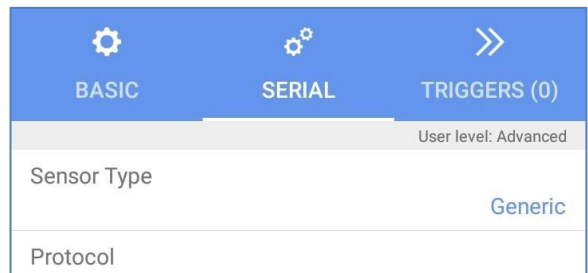 BASIC SERIAL TRIGGERS (0)
User level: Advanced
Sensor Type
Generic
Protocol